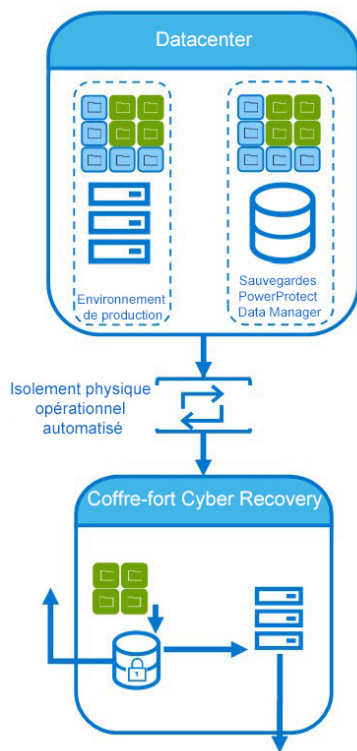 Datacenter
Environnement
de production
Sauvegardes
PowerProtect
Data Manager
Isolement physique
opérationnel
automatisé
Coffre-fort Cyber Recovery